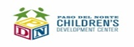 PASO DEL NORTE
CHILDREN'S
DEVELOPMENT CENTER
D N